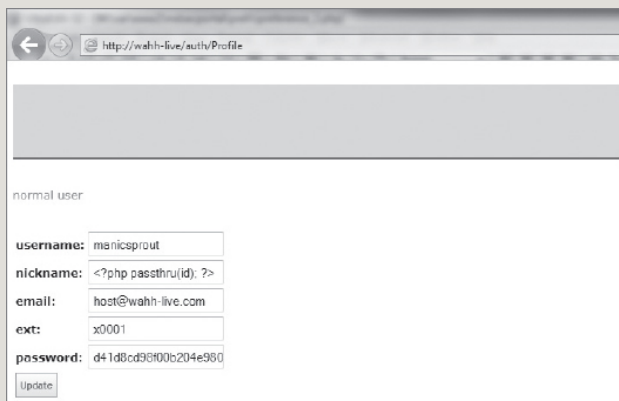 http://wahh-live/auth/Profile
normal user
username: manicsprout
nickname: <?php passthru(id); ?>
email: host@wahh-live.com
ext: x0001
password: d41d8cd98f00b204e980
Update